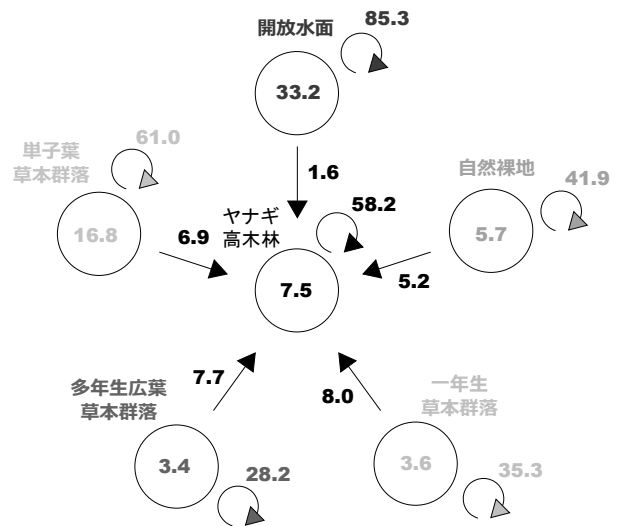 開放水面
85.3
33.2
単子葉
草本群落
61.0
16.8
1.6
自然裸地
41.9
5.7
ヤナギ
高木林
58.2
6.9
7.5
5.2
多年生広葉
草本群落
7.7
3.4
28.2
一年生
草本群落
8.0
3.6
35.3